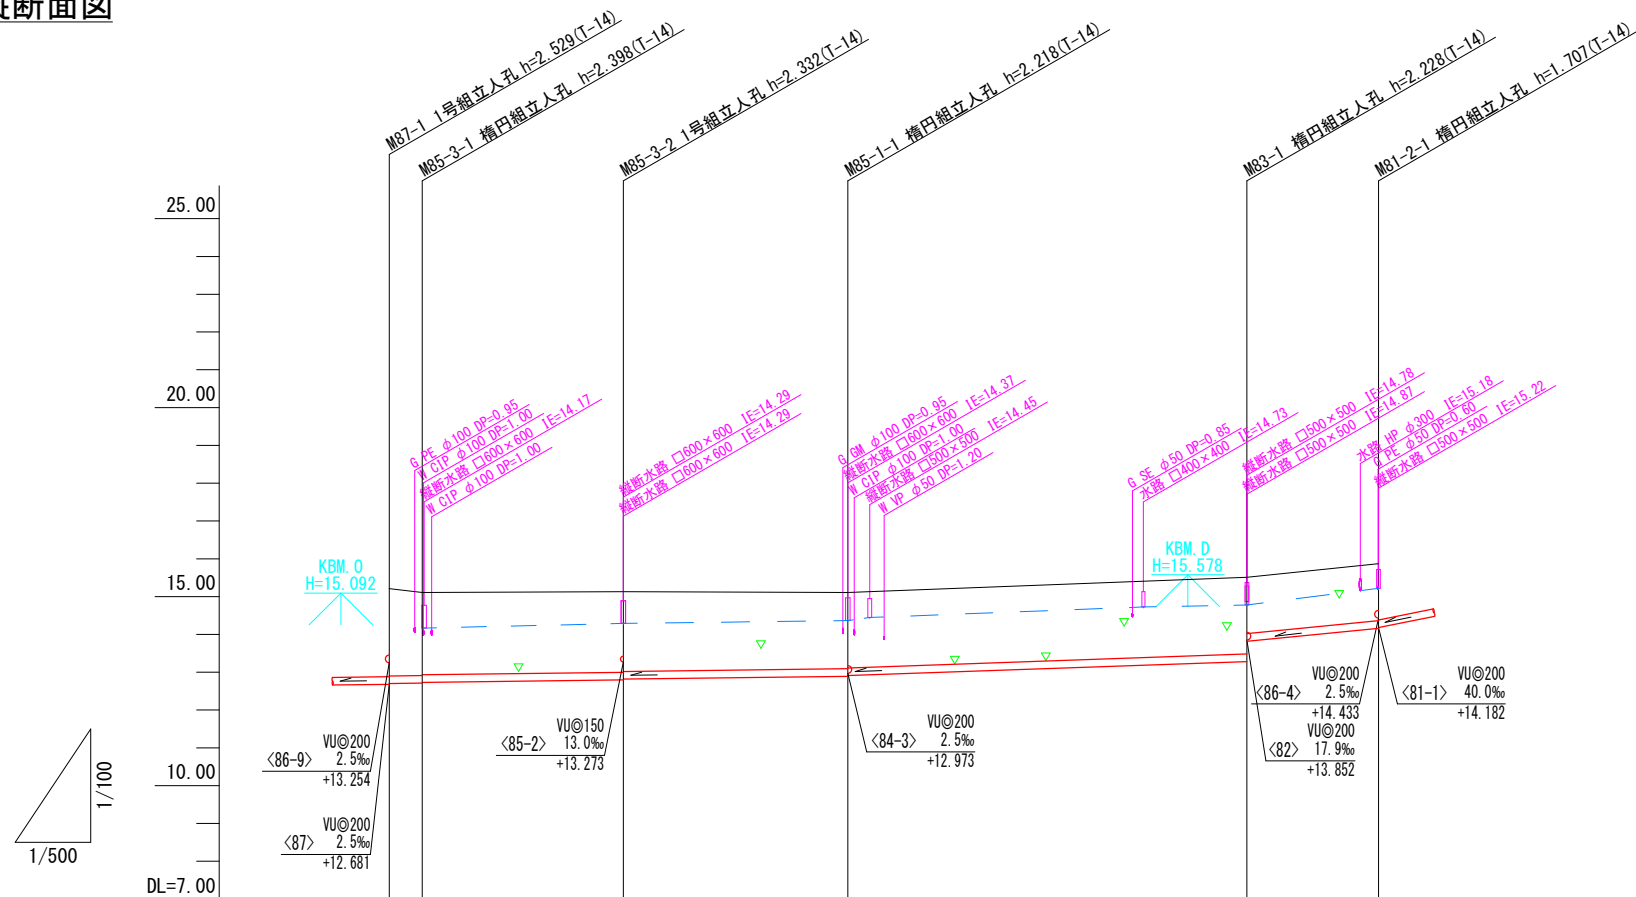 縦断面図
M87-1 1号組立人孔 h=2.529(T-14)
M85-3-1 楕円組立人孔 h=2.398(T-14)
M85-3-2 1号組立人孔 h=2.332(T-14)
M85-1-1 楕円組立人孔 h=2.218(T-14)
M83-1 楕円組立人孔 h=2.228(T-14)
M81-2-1 楕円組立人孔 h=1.707(T-14)
25.00
20.00
15.00
10.00
DL=7.00
G PE φ100 DP=0.95
W CIP φ100 DP=1.00
縦断水路 □600×600 IE=14.17
W CIP φ100 DP=1.00
縦断水路 □600×600 IE=14.29
縦断水路 □600×600 IE=14.29
G GM φ100 DP=0.95
縦断水路 □600×600 IE=14.37
W CIP φ100 DP=1.00
縦断水路 □500×500 IE=14.45
W VP φ50 DP=1.20
G SE φ50 DP=0.85
水路 □400×400 IE=14.73
縦断水路 □500×500 IE=14.78
縦断水路 □500×500 IE=14.87
水路 HP φ300 IE=15.18
G PE φ50 DP=0.60
縦断水路 □500×500 IE=15.22
KBM.O
H=15.092
KBM.D
H=15.578
〈86-9〉 VU◎200
2.5‰
+13.254
〈87〉 VU◎200
2.5‰
+12.681
〈85-2〉 VU◎150
13.0‰
+13.273
〈84-3〉 VU◎200
2.5‰
+12.973
〈86-4〉 VU◎200
2.5‰
+14.433
〈82〉 VU◎200
17.9‰
+13.852
〈81-1〉 VU◎200
40.0‰
+14.182
1/100
1/500